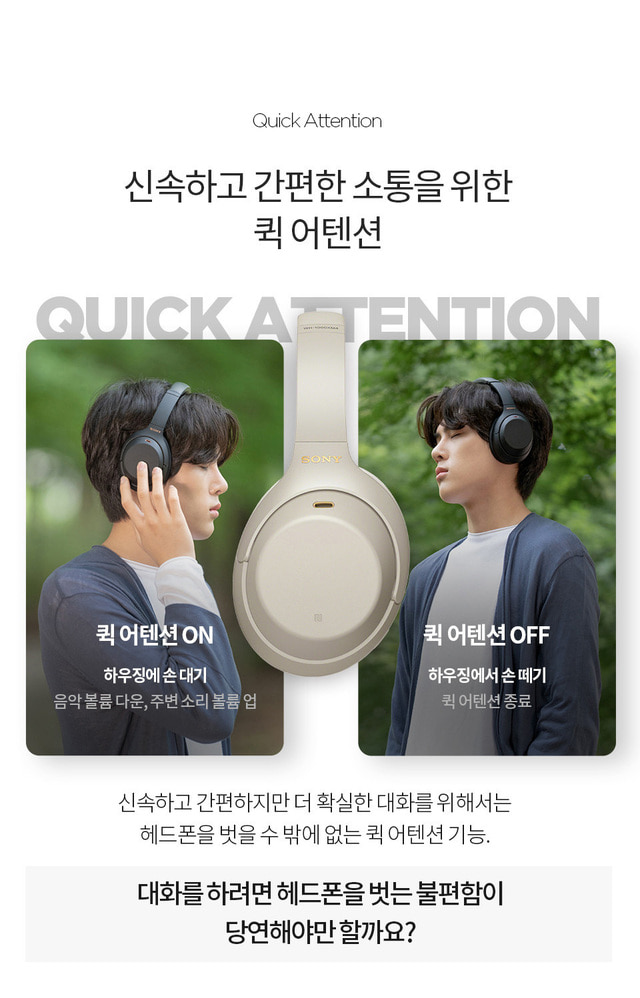 Quick Attention
신속하고 간편한 소통을 위한
퀵 어텐션
QUICK ATTENTION
SONY
퀵 어텐션 ON
하우징에 손 대기
음악 볼륨 다운, 주변 소리 볼륨 업
퀵 어텐션 OFF
하우징에서 손 떼기
퀵 어텐션 종료
신속하고 간편하지만 더 확실한 대화를 위해서는
헤드폰을 벗을 수 밖에 없는 퀵 어텐션 기능.
대화를 하려면 헤드폰을 벗는 불편함이
당연해야만 할까요?